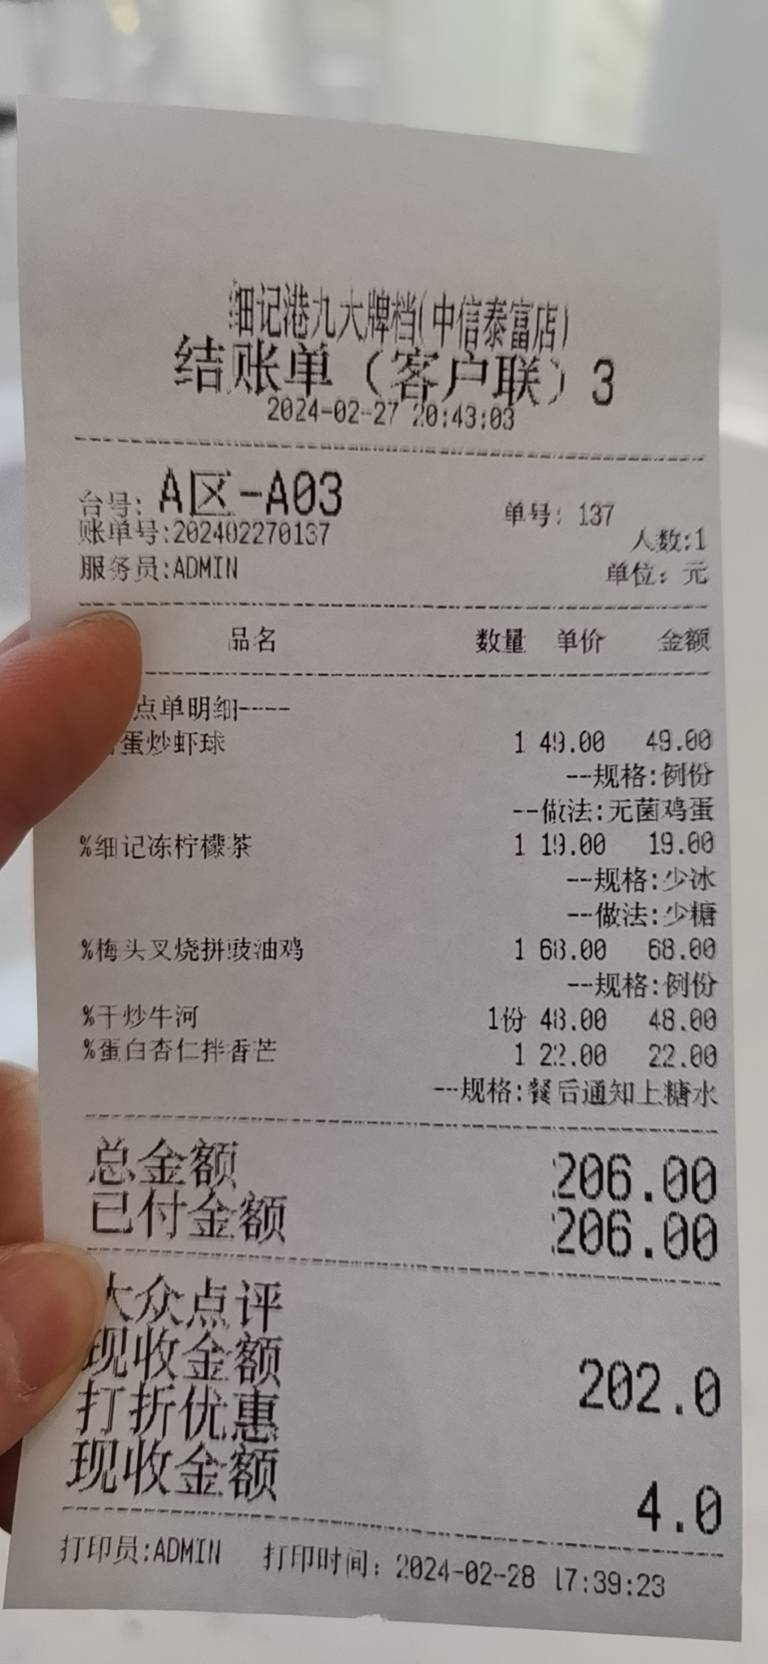 细记港九大牌档(中信泰富店)
结账单（客户联）3
2024-02-27 20:43:03
台号: A区-A03 单号: 137
账单号:202402270137 人数:1
服务员:ADMIN 单位: 元
品名 数量 单价 金额
点单明细----
蛋炒虾球 1 49.00 49.00
--规格:例份
--做法:无菌鸡蛋
%细记冻柠檬茶 1 19.00 19.00
--规格:少冰
--做法:少糖
%梅头叉烧拼豉油鸡 1 68.00 68.00
--规格:例份
%干炒牛河 1份 48.00 48.00
%蛋白杏仁拌香芒 1 22.00 22.00
---规格:餐后通知上糖水
总金额 206.00
已付金额 206.00
大众点评
现收金额 202.0
打折优惠
现收金额 4.0
打印员:ADMIN 打印时间: 2024-02-28 17:39:23